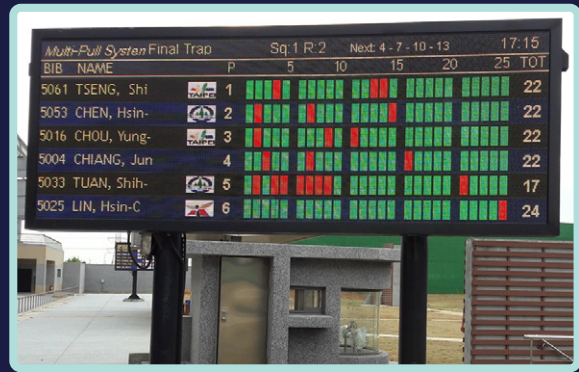 Multi-Pull System Final Trap Sq:1 R:2 Next: 4 - 7 - 10 - 13 17:15
BIB NAME P 5 10 15 20 25 TOT
5061 TSENG, Shi TAIPEI 1 22
5053 CHEN, Hsin- 2 22
5016 CHOU, Yung- TAIPEI 3 22
5004 CHIANG, Jun 4 22
5033 TUAN, Shih- 5 17
5025 LIN, Hsin-C 6 24